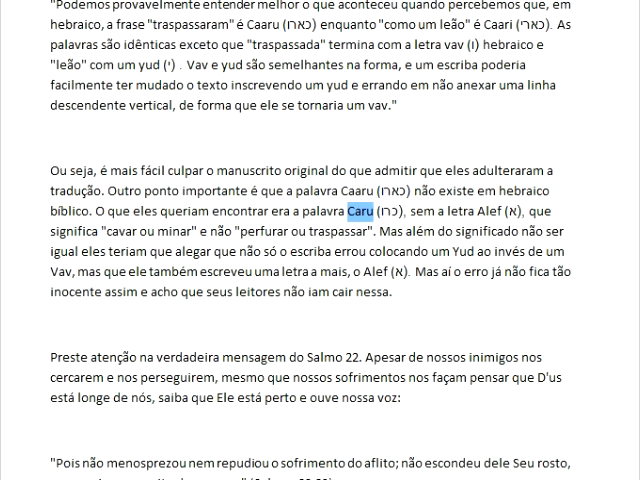 "Podemos provavelmente entender melhor o que aconteceu quando percebemos que, em
hebraico, a frase "traspassaram" é Caaru (כארו) enquanto "como um leão" é Caari (כארי). As
palavras são idênticas exceto que "traspassada" termina com a letra vav (ו) hebraico e
"leão" com um yud (י) . Vav e yud são semelhantes na forma, e um escriba poderia
facilmente ter mudado o texto inscrevendo um yud e errando em não anexar uma linha
descendente vertical, de forma que ele se tornaria um vav."
Ou seja, é mais fácil culpar o manuscrito original do que admitir que eles adulteraram a
tradução. Outro ponto importante é que a palavra Caaru (כארו) não existe em hebraico
bíblico. O que eles queriam encontrar era a palavra Caru (כרו), sem a letra Alef (א), que
significa "cavar ou minar" e não "perfurar ou traspassar". Mas além do significado não ser
igual eles teriam que alegar que não só o escriba errou colocando um Yud ao invés de um
Vav, mas que ele também escreveu uma letra a mais, o Alef (א). Mas aí o erro já não fica tão
inocente assim e acho que seus leitores não iam cair nessa.
Preste atenção na verdadeira mensagem do Salmo 22. Apesar de nossos inimigos nos
cercarem e nos perseguirem, mesmo que nossos sofrimentos nos façam pensar que D'us
está longe de nós, saiba que Ele está perto e ouve nossa voz:
"Pois não menosprezou nem repudiou o sofrimento do aflito; não escondeu dele Seu rosto,